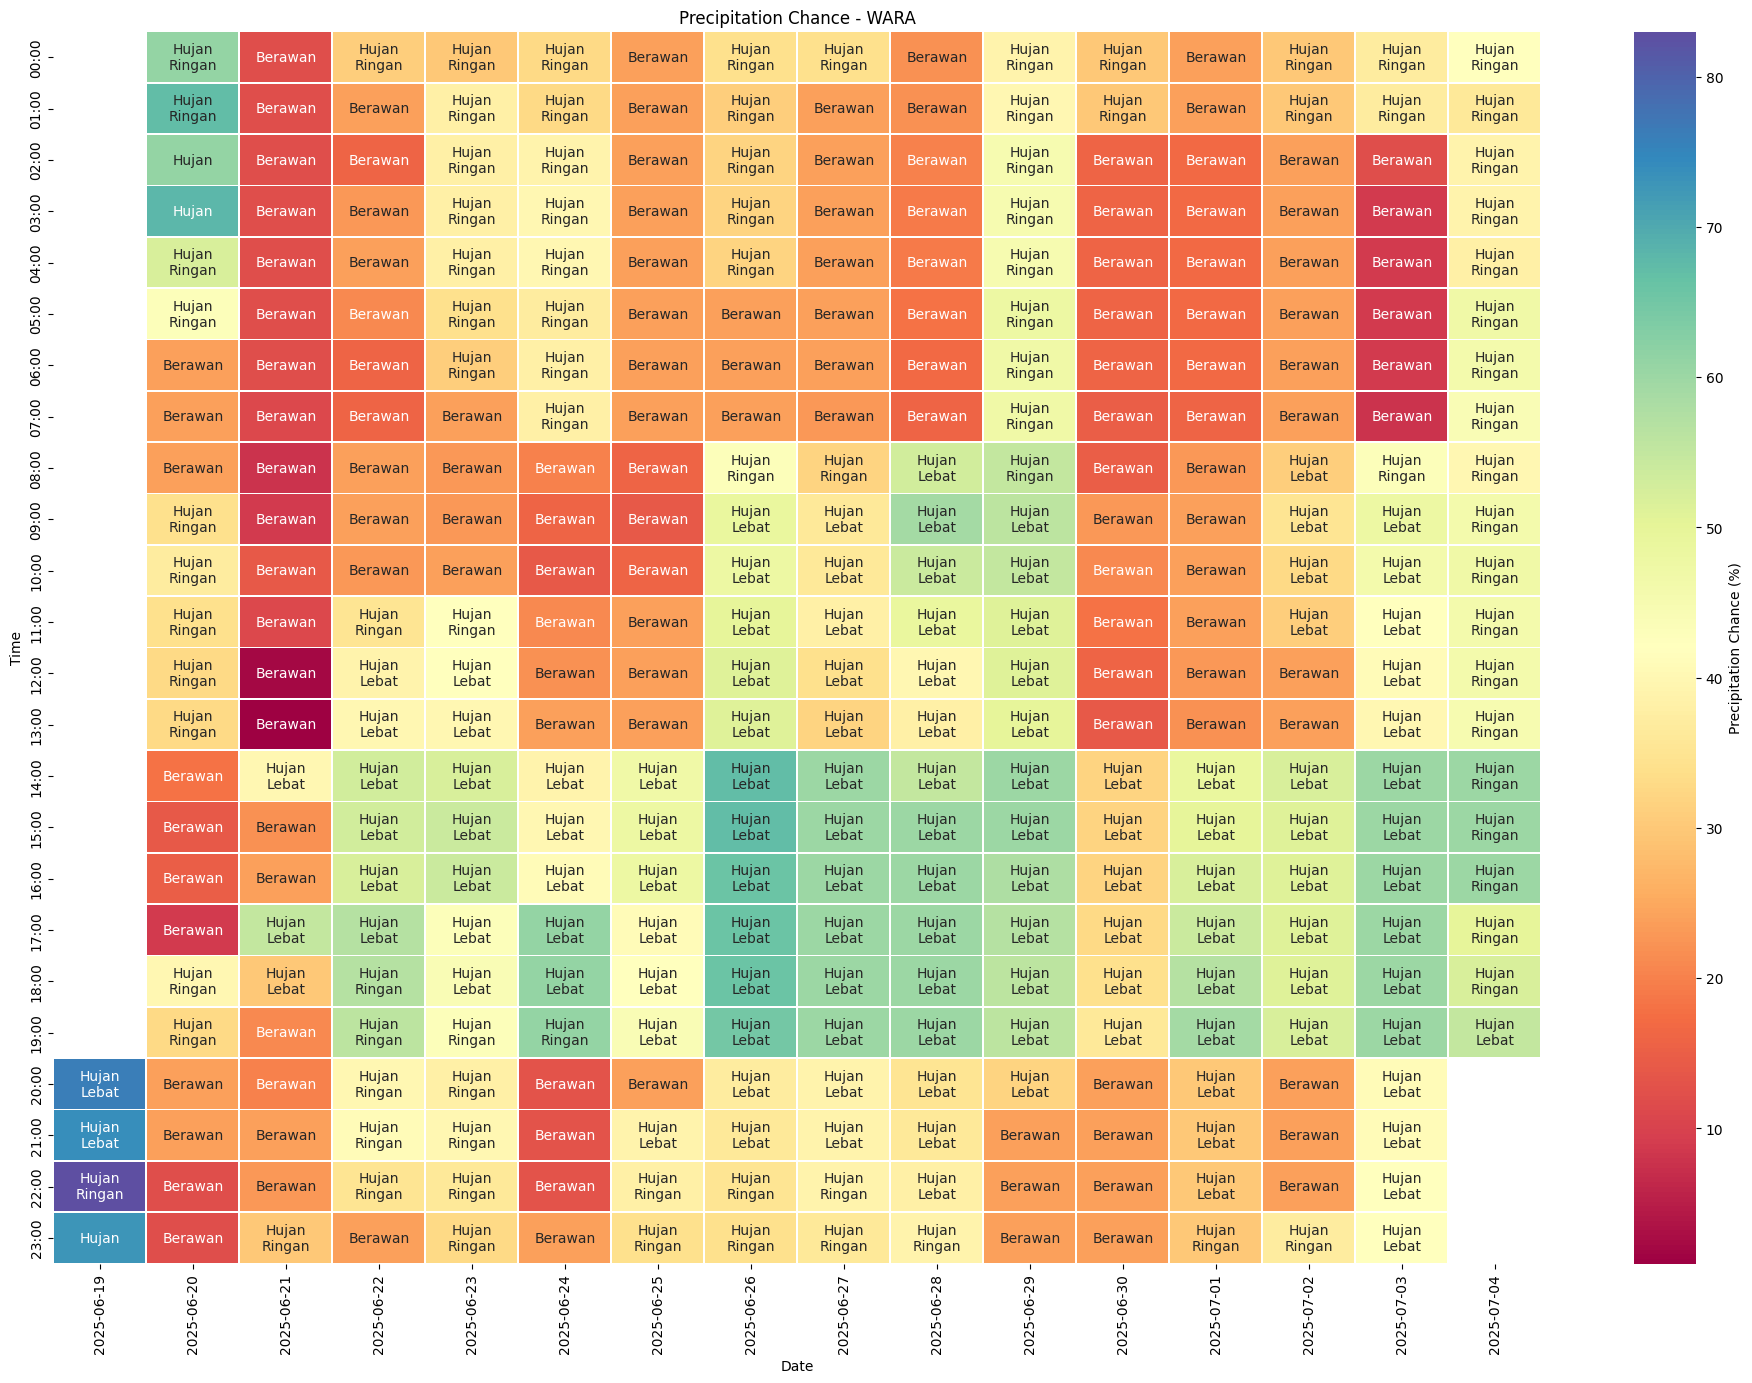 Precipitation Chance - WARA
00:00 Hujan Ringan Berawan Hujan Ringan Hujan Ringan Hujan Ringan Berawan Hujan Ringan Hujan Ringan Berawan Hujan Ringan Hujan Ringan Berawan Hujan Ringan Hujan Ringan Hujan Ringan
01:00 Hujan Ringan Berawan Berawan Hujan Ringan Hujan Ringan Berawan Hujan Ringan Berawan Berawan Hujan Ringan Hujan Ringan Berawan Hujan Ringan Hujan Ringan Hujan Ringan
02:00 Hujan Berawan Berawan Hujan Ringan Hujan Ringan Berawan Hujan Ringan Berawan Berawan Hujan Ringan Berawan Berawan Berawan Berawan Hujan Ringan
03:00 Hujan Berawan Berawan Hujan Ringan Hujan Ringan Berawan Hujan Ringan Berawan Berawan Hujan Ringan Berawan Berawan Berawan Berawan Hujan Ringan
04:00 Hujan Ringan Berawan Berawan Hujan Ringan Hujan Ringan Berawan Hujan Ringan Berawan Berawan Hujan Ringan Berawan Berawan Berawan Berawan Hujan Ringan
05:00 Hujan Ringan Berawan Berawan Hujan Ringan Hujan Ringan Berawan Berawan Berawan Berawan Hujan Ringan Berawan Berawan Berawan Berawan Hujan Ringan
06:00 Berawan Berawan Berawan Hujan Ringan Hujan Ringan Berawan Berawan Berawan Berawan Hujan Ringan Berawan Berawan Berawan Berawan Hujan Ringan
07:00 Berawan Berawan Berawan Berawan Hujan Ringan Berawan Berawan Berawan Berawan Hujan Ringan Berawan Berawan Berawan Berawan Hujan Ringan
08:00 Berawan Berawan Berawan Berawan Berawan Berawan Hujan Ringan Hujan Ringan Hujan Lebat Hujan Ringan Berawan Berawan Hujan Lebat Hujan Ringan Hujan Ringan
09:00 Hujan Ringan Berawan Berawan Berawan Berawan Berawan Hujan Lebat Hujan Lebat Hujan Lebat Hujan Lebat Berawan Berawan Hujan Lebat Hujan Lebat Hujan Ringan
10:00 Hujan Ringan Berawan Berawan Berawan Berawan Berawan Hujan Lebat Hujan Lebat Hujan Lebat Hujan Lebat Berawan Berawan Hujan Lebat Hujan Lebat Hujan Ringan
11:00 Hujan Ringan Berawan Hujan Ringan Hujan Ringan Berawan Berawan Hujan Lebat Hujan Lebat Hujan Lebat Hujan Lebat Berawan Berawan Hujan Lebat Hujan Lebat Hujan Ringan
12:00 Hujan Ringan Berawan Hujan Lebat Hujan Lebat Berawan Berawan Hujan Lebat Hujan Lebat Hujan Lebat Hujan Lebat Berawan Berawan Berawan Hujan Lebat Hujan Ringan
13:00 Hujan Ringan Berawan Hujan Lebat Hujan Lebat Berawan Berawan Hujan Lebat Hujan Lebat Hujan Lebat Hujan Lebat Berawan Berawan Berawan Hujan Lebat Hujan Ringan
14:00 Berawan Hujan Lebat Hujan Lebat Hujan Lebat Hujan Lebat Hujan Lebat Hujan Lebat Hujan Lebat Hujan Lebat Hujan Lebat Hujan Lebat Hujan Lebat Hujan Lebat Hujan Lebat Hujan Ringan
15:00 Berawan Berawan Hujan Lebat Hujan Lebat Hujan Lebat Hujan Lebat Hujan Lebat Hujan Lebat Hujan Lebat Hujan Lebat Hujan Lebat Hujan Lebat Hujan Lebat Hujan Lebat Hujan Ringan
16:00 Berawan Berawan Hujan Lebat Hujan Lebat Hujan Lebat Hujan Lebat Hujan Lebat Hujan Lebat Hujan Lebat Hujan Lebat Hujan Lebat Hujan Lebat Hujan Lebat Hujan Lebat Hujan Ringan
17:00 Berawan Hujan Lebat Hujan Lebat Hujan Lebat Hujan Lebat Hujan Lebat Hujan Lebat Hujan Lebat Hujan Lebat Hujan Lebat Hujan Lebat Hujan Lebat Hujan Lebat Hujan Lebat Hujan Ringan
18:00 Hujan Ringan Hujan Lebat Hujan Ringan Hujan Lebat Hujan Lebat Hujan Lebat Hujan Lebat Hujan Lebat Hujan Lebat Hujan Lebat Hujan Lebat Hujan Lebat Hujan Lebat Hujan Lebat Hujan Ringan
19:00 Hujan Ringan Berawan Hujan Ringan Hujan Ringan Hujan Ringan Hujan Lebat Hujan Lebat Hujan Lebat Hujan Lebat Hujan Lebat Hujan Lebat Hujan Lebat Hujan Lebat Hujan Lebat Hujan Lebat
20:00 Hujan Lebat Berawan Berawan Hujan Ringan Hujan Ringan Berawan Berawan Hujan Lebat Hujan Lebat Hujan Lebat Hujan Lebat Berawan Hujan Lebat Berawan Hujan Lebat
21:00 Hujan Lebat Berawan Berawan Hujan Ringan Hujan Ringan Berawan Hujan Lebat Hujan Lebat Hujan Lebat Hujan Lebat Berawan Berawan Hujan Lebat Berawan Hujan Lebat
22:00 Hujan Ringan Berawan Berawan Hujan Ringan Hujan Ringan Berawan Hujan Ringan Hujan Ringan Hujan Ringan Hujan Lebat Berawan Berawan Hujan Lebat Berawan Hujan Lebat
23:00 Hujan Berawan Hujan Ringan Berawan Hujan Ringan Berawan Hujan Ringan Hujan Ringan Hujan Ringan Hujan Ringan Berawan Berawan Hujan Ringan Hujan Ringan Hujan Lebat
Time
2025-06-19 2025-06-20 2025-06-21 2025-06-22 2025-06-23 2025-06-24 2025-06-25 2025-06-26 2025-06-27 2025-06-28 2025-06-29 2025-06-30 2025-07-01 2025-07-02 2025-07-03 2025-07-04
Date
80
70
60
50
40
30
20
10
Precipitation Chance (%)